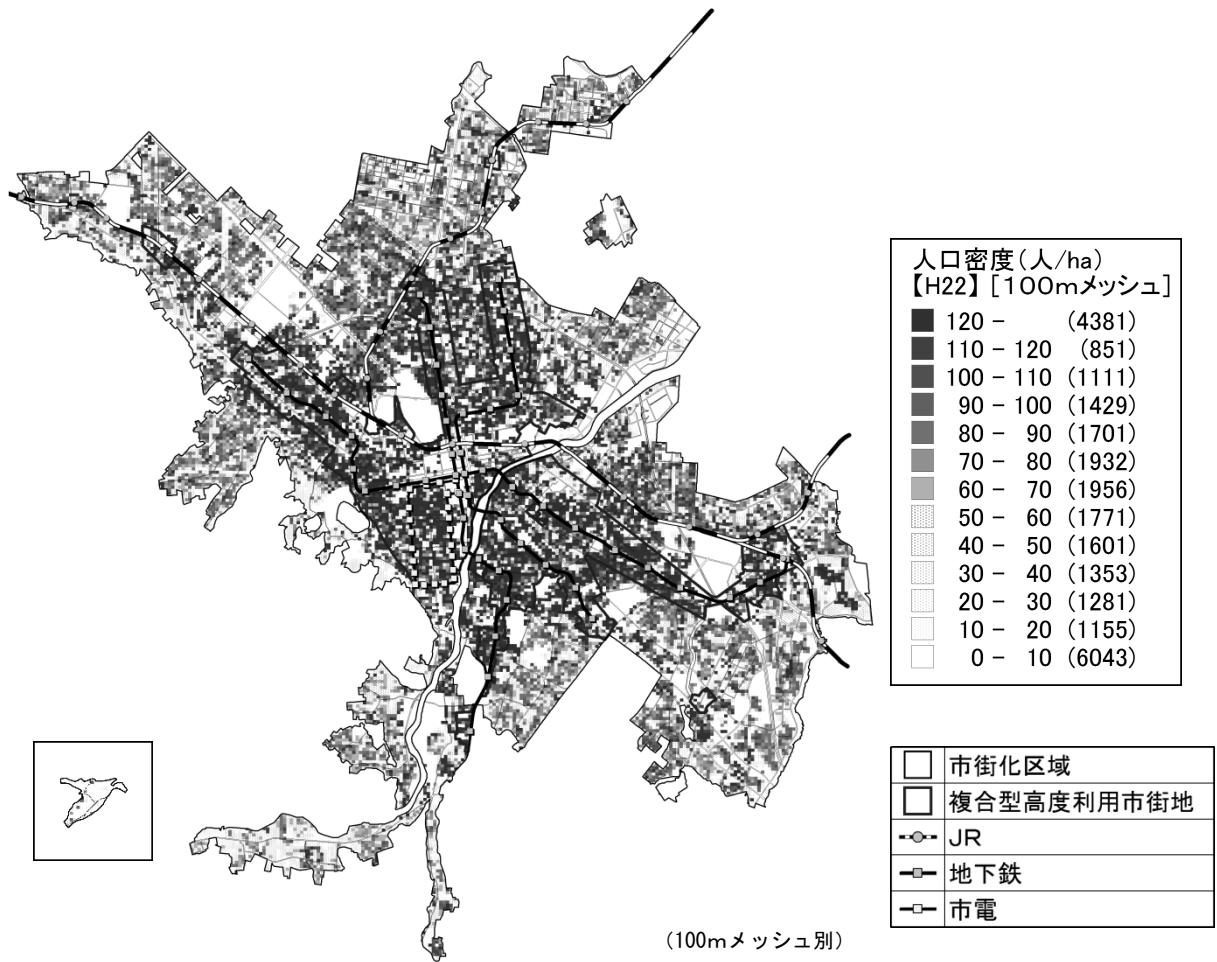 人口密度(人/ha)
【H22】[100mメッシュ]
120 - (4381)
110 - 120 (851)
100 - 110 (1111)
90 - 100 (1429)
80 - 90 (1701)
70 - 80 (1932)
60 - 70 (1956)
50 - 60 (1771)
40 - 50 (1601)
30 - 40 (1353)
20 - 30 (1281)
10 - 20 (1155)
0 - 10 (6043)
市街化区域
複合型高度利用市街地
JR
地下鉄
市電
(100mメッシュ別)